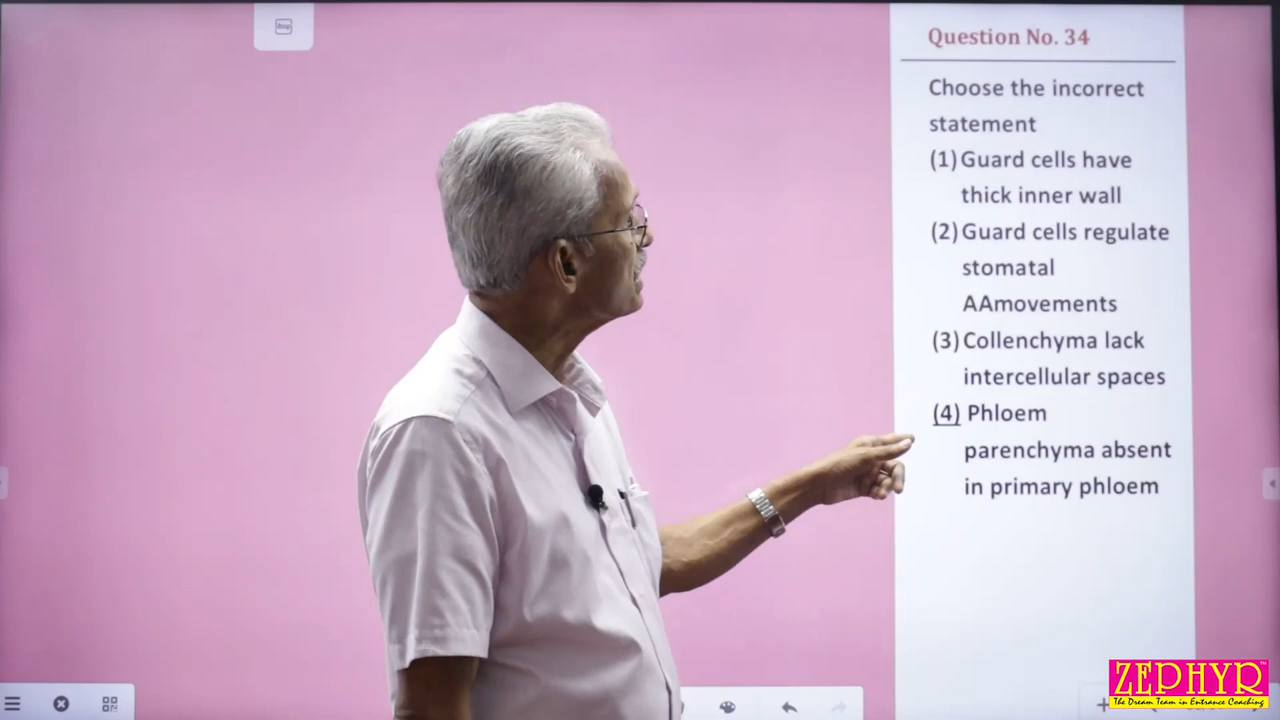 Question No. 34
Choose the incorrect
statement
(1) Guard cells have
thick inner wall
(2) Guard cells regulate
stomatal
AAmovements
(3) Collenchyma lack
intercellular spaces
(4) Phloem
parenchyma absent
in primary phloem
ZEPHYR™
The Dream Team in Entrance Coaching